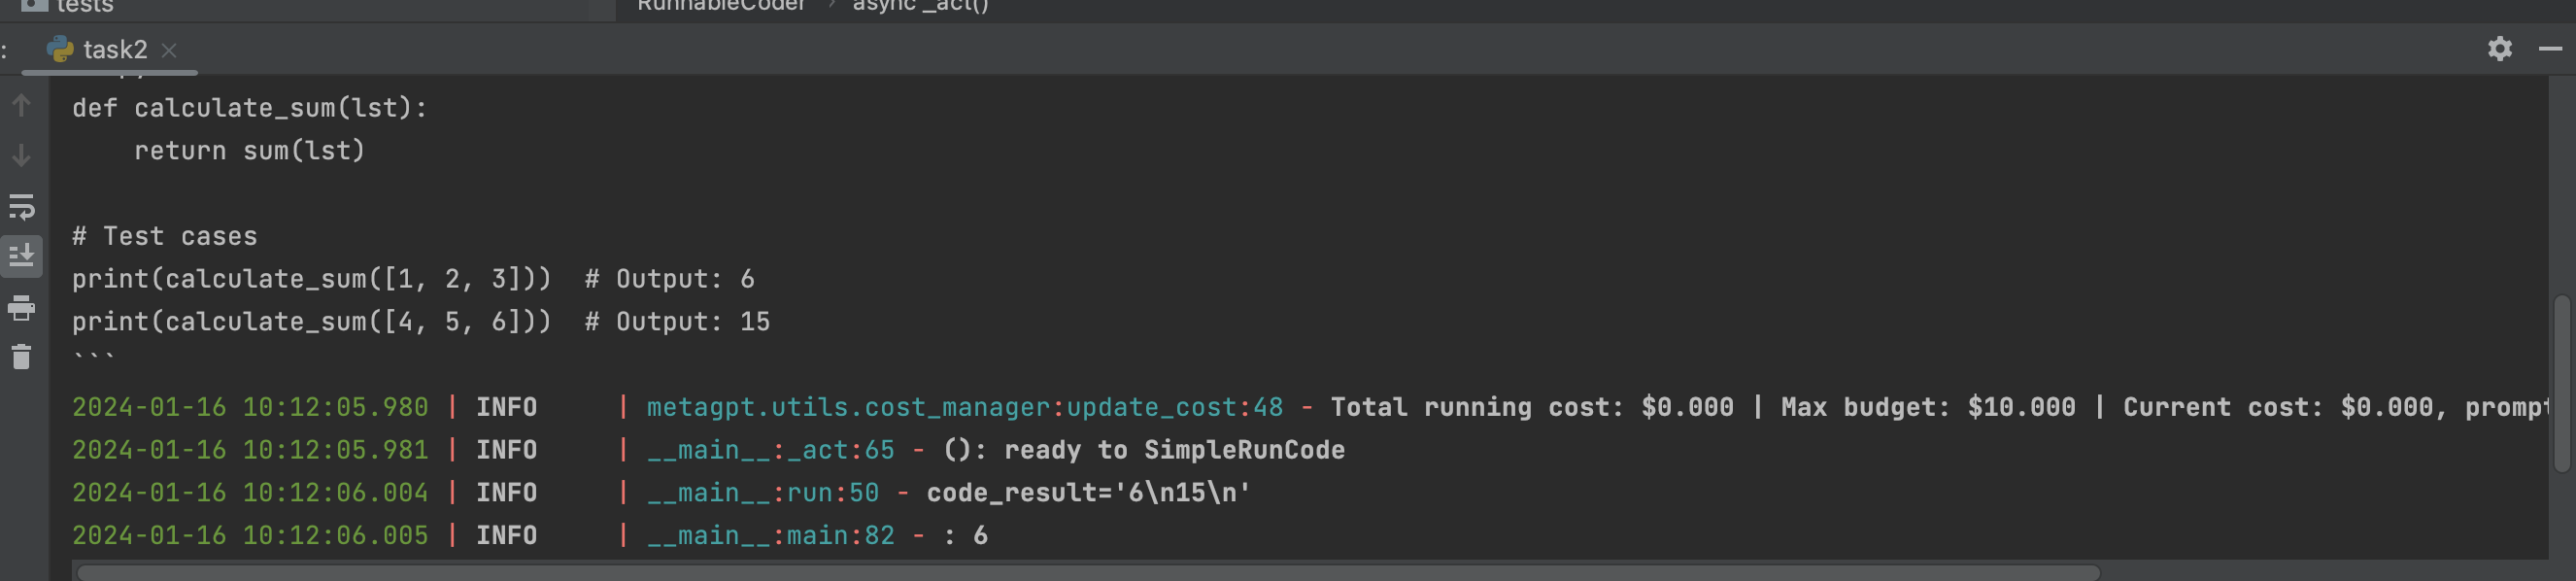 tests
RunnableCoder › async _act()
: task2 ×
def calculate_sum(lst):
    return sum(lst)
# Test cases
print(calculate_sum([1, 2, 3]))  # Output: 6
print(calculate_sum([4, 5, 6]))  # Output: 15
```
2024-01-16 10:12:05.980 | INFO     | metagpt.utils.cost_manager:update_cost:48 - Total running cost: $0.000 | Max budget: $10.000 | Current cost: $0.000, prompt
2024-01-16 10:12:05.981 | INFO     | __main__:_act:65 - (): ready to SimpleRunCode
2024-01-16 10:12:06.004 | INFO     | __main__:run:50 - code_result='6\n15\n'
2024-01-16 10:12:06.005 | INFO     | __main__:main:82 - : 6